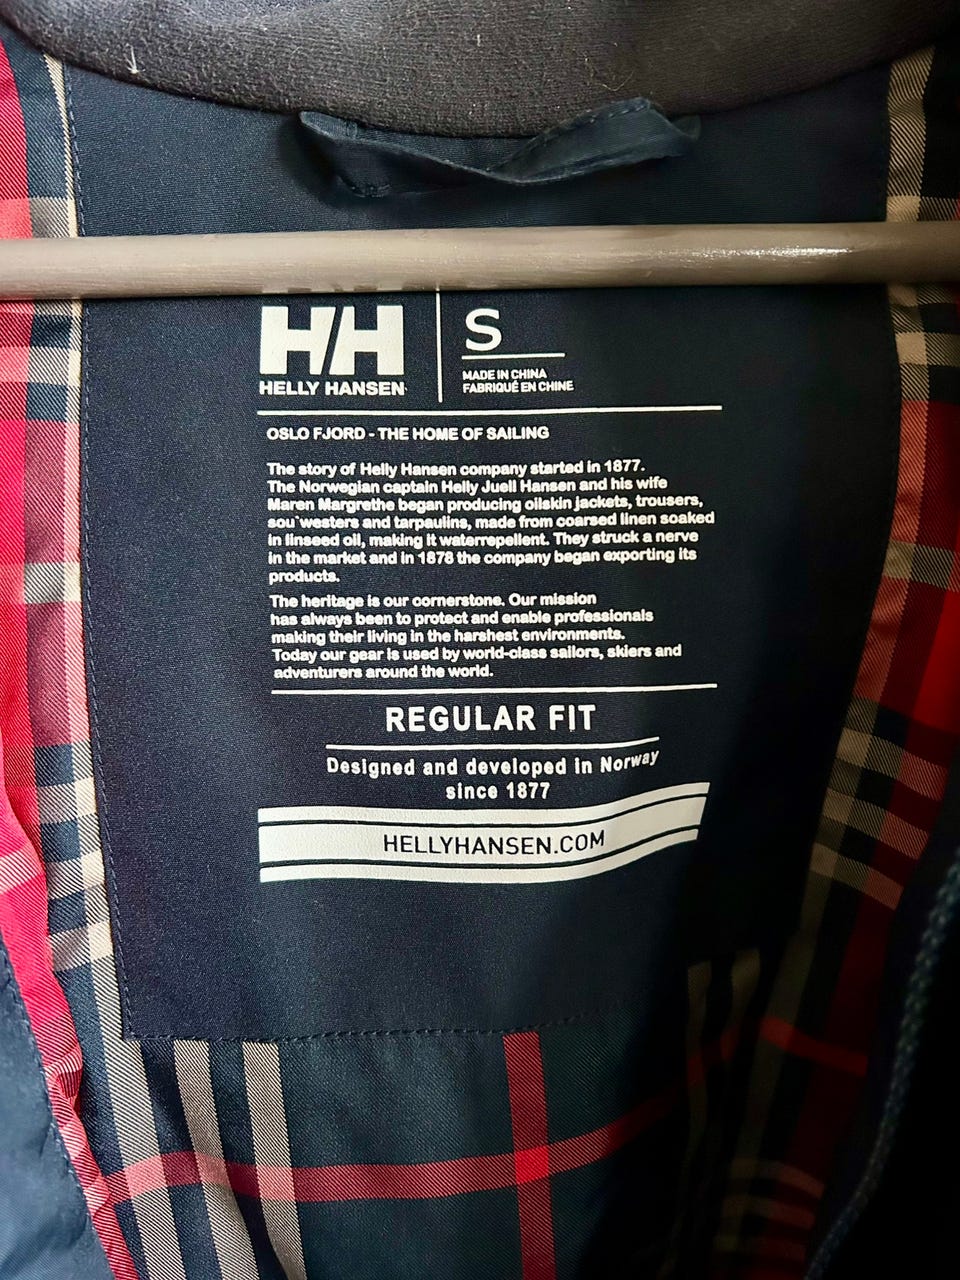 HH
HELLY HANSEN
S
MADE IN CHINA
FABRIQUÉ EN CHINE
OSLO FJORD - THE HOME OF SAILING
The story of Helly Hansen company started in 1877.
The Norwegian captain Helly Juell Hansen and his wife
Maren Margrethe began producing oilskin jackets, trousers,
sou`westers and tarpaulins, made from coarsed linen soaked
in linseed oil, making it waterrepellent. They struck a nerve
in the market and in 1878 the company began exporting its
products.
The heritage is our cornerstone. Our mission
has always been to protect and enable professionals
making their living in the harshest environments.
Today our gear is used by world-class sailors, skiers and
adventurers around the world.
REGULAR FIT
Designed and developed in Norway
since 1877
HELLYHANSEN.COM